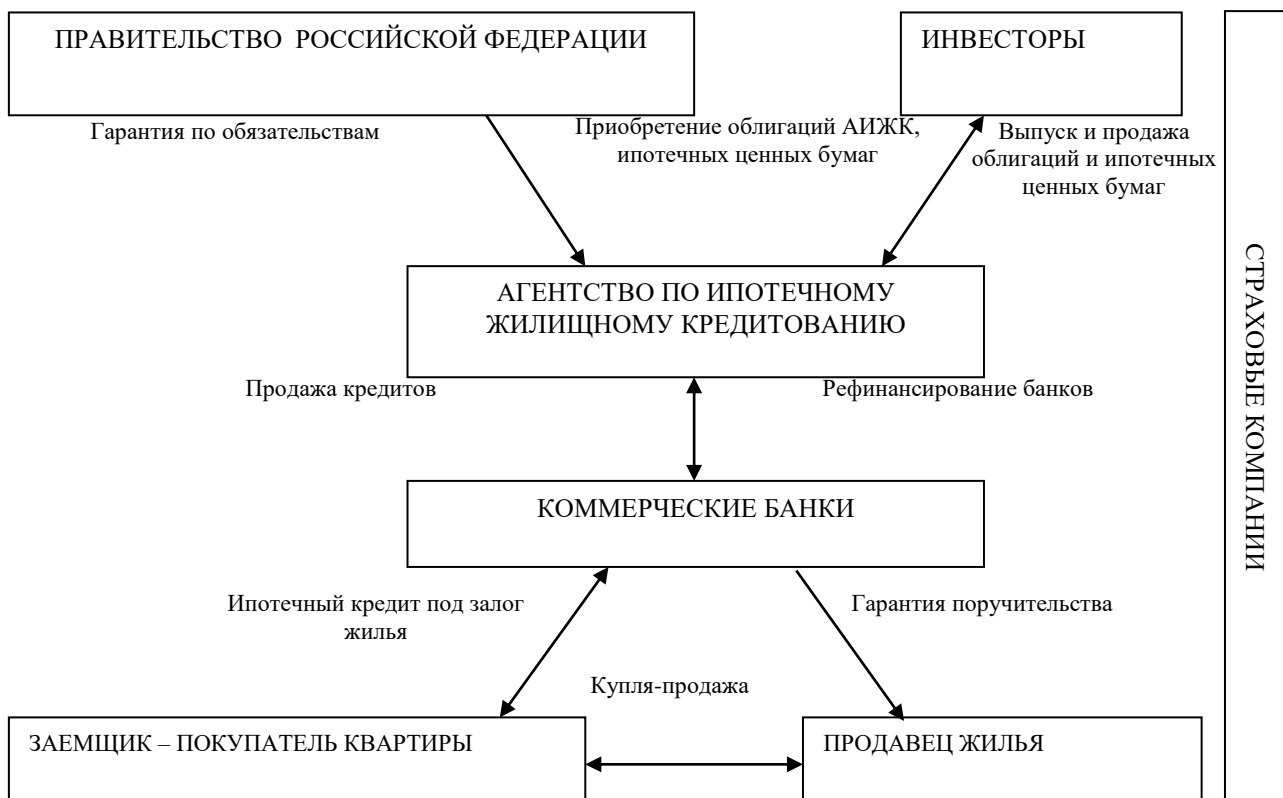 ПРАВИТЕЛЬСТВО РОССИЙСКОЙ ФЕДЕРАЦИИ
ИНВЕСТОРЫ
Гарантия по обязательствам
Приобретение облигаций АИЖК,
ипотечных ценных бумаг
Выпуск и продажа
облигаций и ипотечных
ценных бумаг
АГЕНТСТВО ПО ИПОТЕЧНОМУ
ЖИЛИЩНОМУ КРЕДИТОВАНИЮ
Продажа кредитов
Рефинансирование банков
КОММЕРЧЕСКИЕ БАНКИ
Ипотечный кредит под залог
жилья
Гарантия поручительства
Купля-продажа
ЗАЕМЩИК – ПОКУПАТЕЛЬ КВАРТИРЫ
ПРОДАВЕЦ ЖИЛЬЯ
СТРАХОВЫЕ КОМПАНИИ